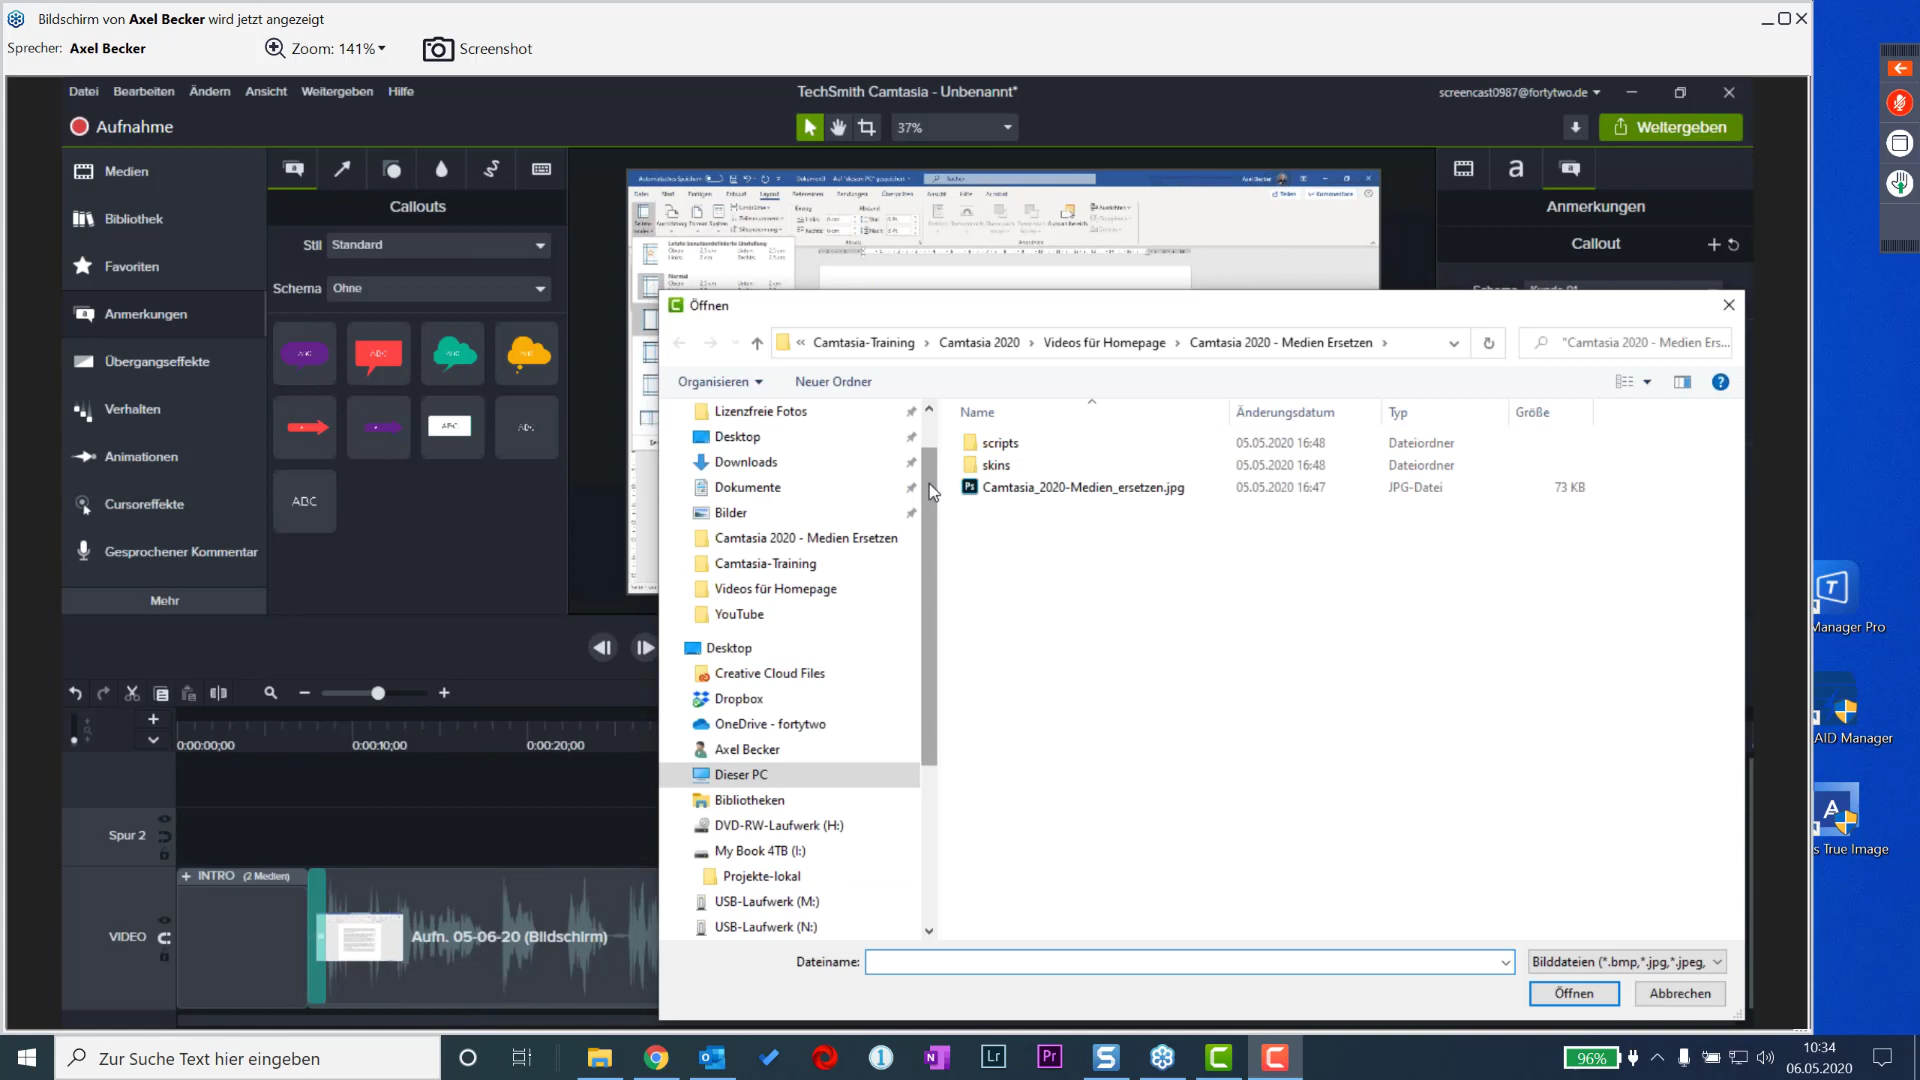 Bildschirm von Axel Becker wird jetzt angezeigt
Sprecher: Axel Becker
Zoom: 141%
Screenshot
Datei Bearbeiten Ändern Ansicht Weitergeben Hilfe
TechSmith Camtasia - Unbenannt*
screencast0987@fortytwo.de
Aufnahme
37%
Weitergeben
Medien
Bibliothek
Favoriten
Anmerkungen
Übergangseffekte
Verhalten
Animationen
Cursoreffekte
Gesprochener Kommentar
Mehr
Callouts
Stil Standard
Schema Ohne
ABC
ABC
ABC
ABC
ABC
ABC
ABC
a
Anmerkungen
Callout
Öffnen
« Camtasia-Training › Camtasia 2020 › Videos für Homepage › Camtasia 2020 - Medien Ersetzen ›
"Camtasia 2020 - Medien Ers...
Organisieren
Neuer Ordner
Lizenzfreie Fotos
Desktop
Downloads
Dokumente
Bilder
Camtasia 2020 - Medien Ersetzen
Camtasia-Training
Videos für Homepage
YouTube
Desktop
Creative Cloud Files
Dropbox
OneDrive - fortytwo
Axel Becker
Dieser PC
Bibliotheken
DVD-RW-Laufwerk (H:)
My Book 4TB (I:)
Projekte-lokal
USB-Laufwerk (M:)
USB-Laufwerk (N:)
Name Änderungsdatum Typ Größe
scripts 05.05.2020 16:48 Dateiordner
skins 05.05.2020 16:48 Dateiordner
Camtasia_2020-Medien_ersetzen.jpg 05.05.2020 16:47 JPG-Datei 73 KB
Dateiname:
Bilddateien (*.bmp,*.jpg,*.jpeg,
Öffnen
Abbrechen
0:00:00;00 0:00:10;00 0:00:20;00
Spur 2
+ INTRO (2 Medien)
VIDEO
Aufn. 05-06-20 (Bildschirm)
Manager Pro
AID Manager
s True Image
Zur Suche Text hier eingeben
96%
10:34
06.05.2020